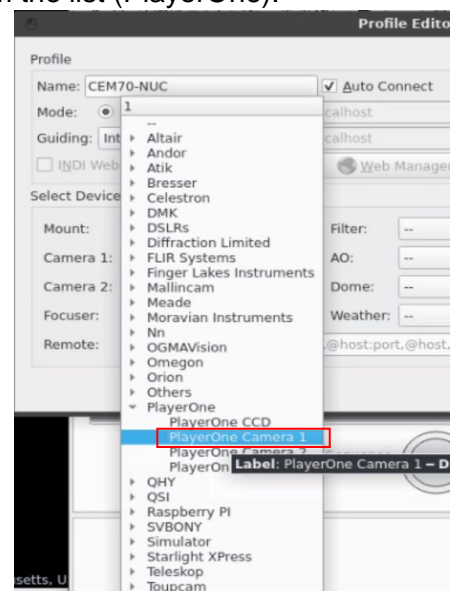 n the list (PlayerOne).
Profile Edito
Profile
Name: CEM70-NUC
Auto Connect
Mode:
calhost
Guiding: Int
calhost
INDI Web
Web Manager
Select Device
Mount:
Filter: --
Camera 1:
AO: --
Camera 2:
Dome: --
Focuser:
Weather: --
Remote:
,@host:port,@host,
1
--
Altair
Andor
Atik
Bresser
Celestron
DMK
DSLRs
Diffraction Limited
FLIR Systems
Finger Lakes Instruments
Mallincam
Meade
Moravian Instruments
Nn
OGMAVision
Omegon
Orion
Others
PlayerOne
PlayerOne CCD
PlayerOne Camera 1
PlayerOne Camera 2
PlayerOn
Label: PlayerOne Camera 1 – D
QHY
QSI
Raspberry PI
SVBONY
Simulator
Starlight XPress
Teleskop
Toupcam
setts, U